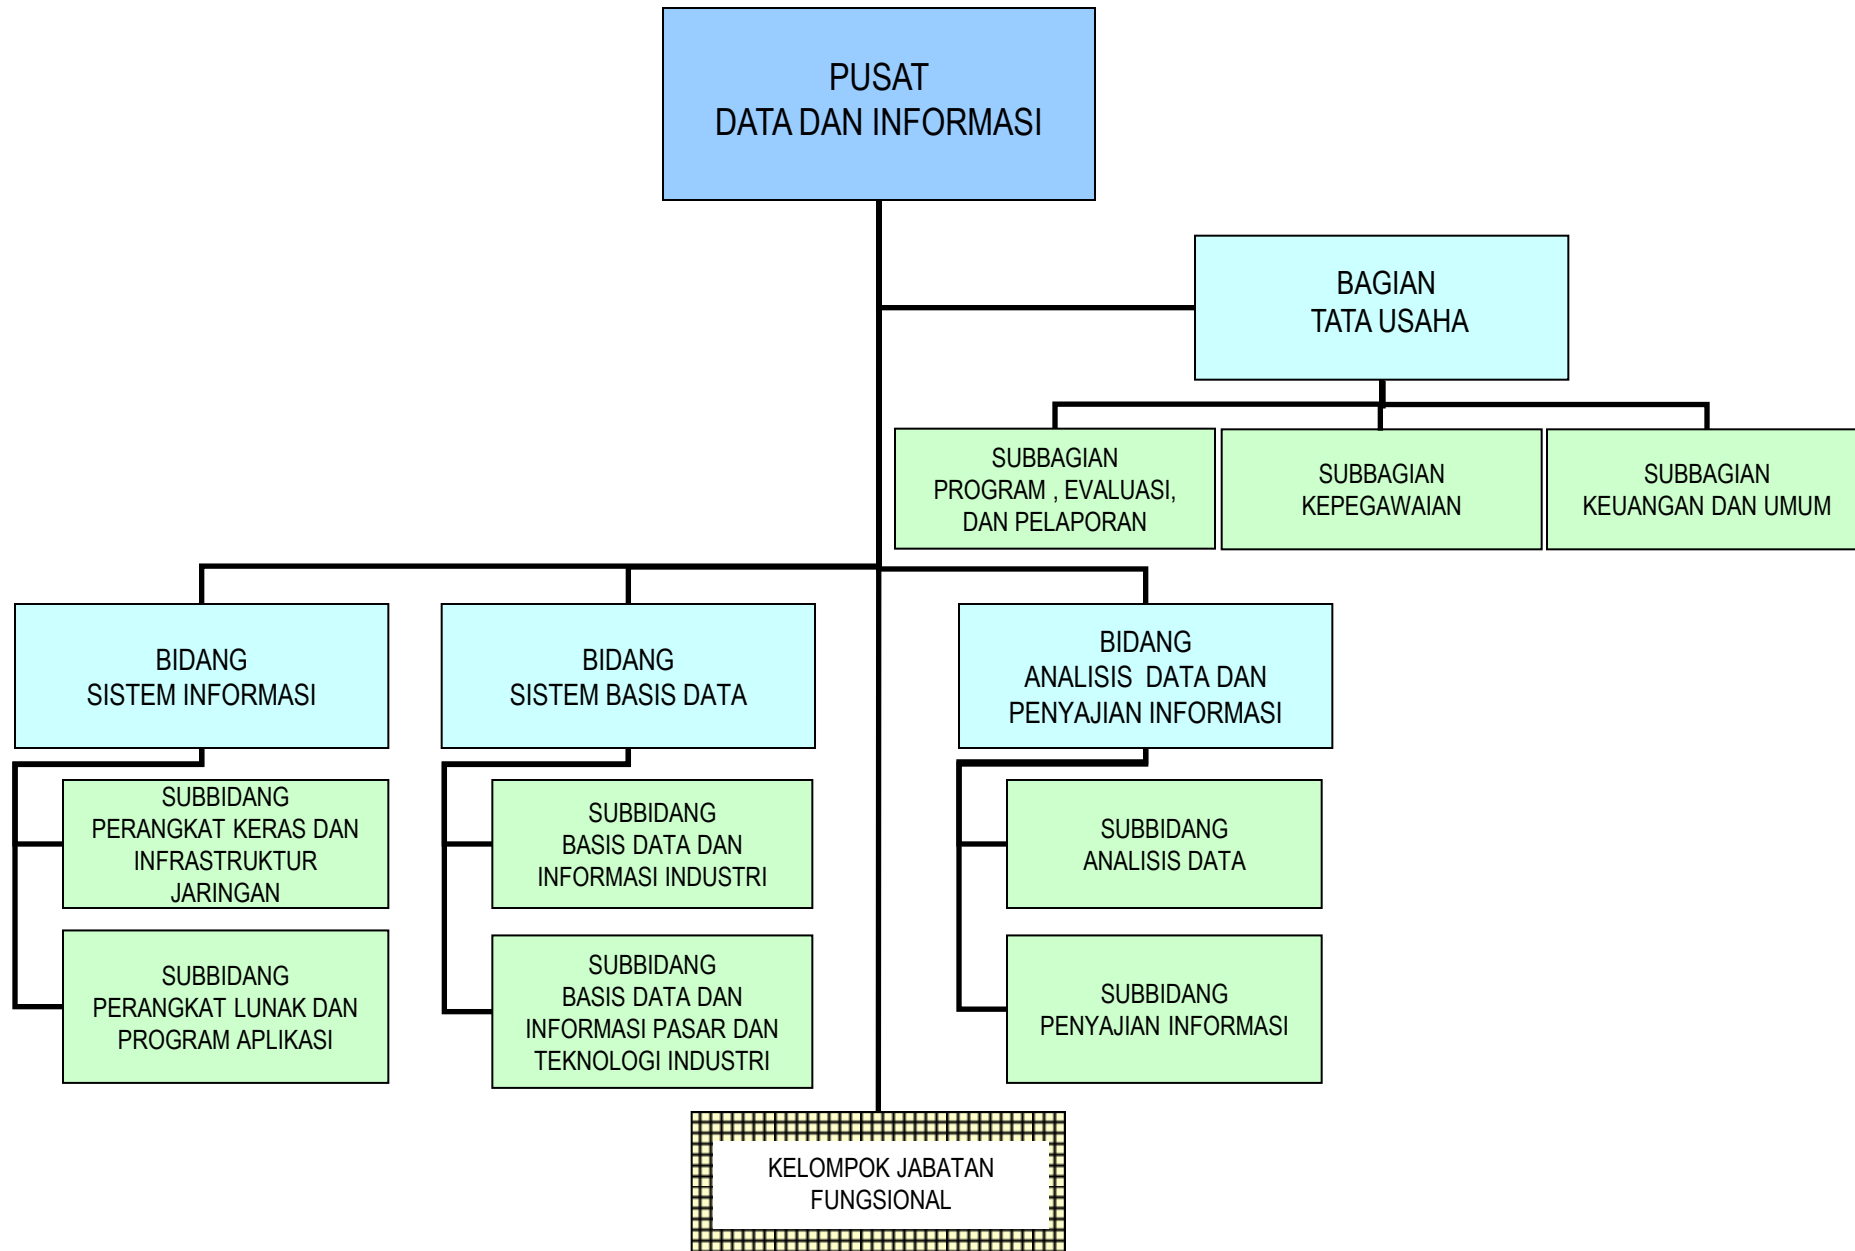 PUSAT
DATA DAN INFORMASI
BAGIAN
TATA USAHA
SUBBAGIAN
PROGRAM , EVALUASI,
DAN PELAPORAN
SUBBAGIAN
KEPEGAWAIAN
SUBBAGIAN
KEUANGAN DAN UMUM
BIDANG
SISTEM INFORMASI
BIDANG
SISTEM BASIS DATA
BIDANG
ANALISIS  DATA DAN
PENYAJIAN INFORMASI
SUBBIDANG
PERANGKAT KERAS DAN
INFRASTRUKTUR
JARINGAN
SUBBIDANG
BASIS DATA DAN
INFORMASI INDUSTRI
SUBBIDANG
ANALISIS DATA
SUBBIDANG
PERANGKAT LUNAK DAN
PROGRAM APLIKASI
SUBBIDANG
BASIS DATA DAN
INFORMASI PASAR DAN
TEKNOLOGI INDUSTRI
SUBBIDANG
PENYAJIAN INFORMASI
KELOMPOK JABATAN
FUNGSIONAL